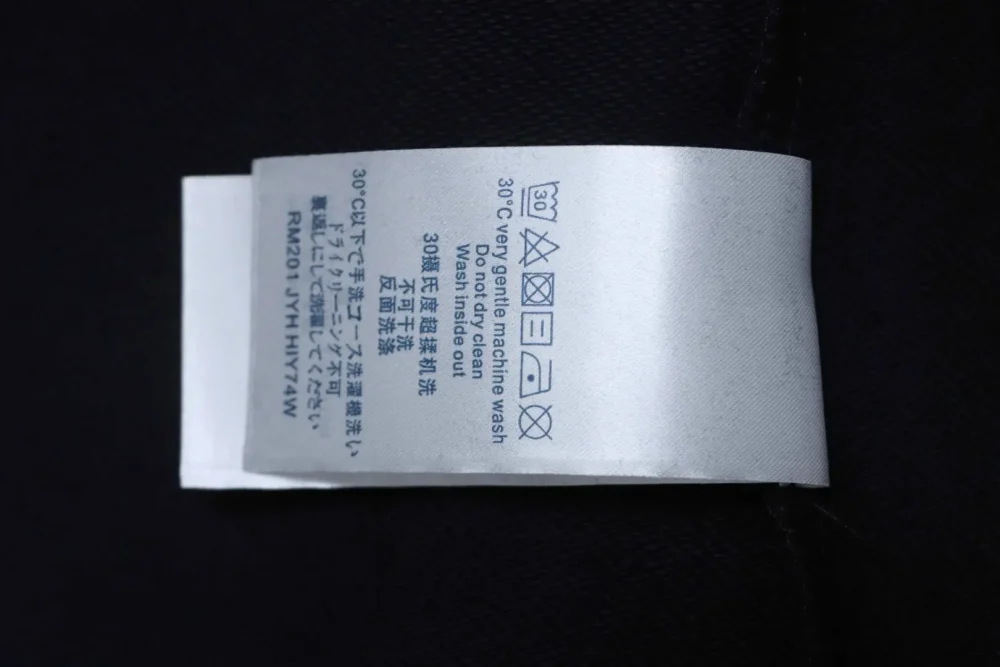 30
30°C very gentle machine wash
Do not dry clean
Wash inside out
30摄氏度超揉机洗
不可干洗
反面洗涤
30°C以下で手洗コース洗濯機洗い
ドライクリーニング不可
裏返しにして洗濯してください
RM201 JYH HIY74W